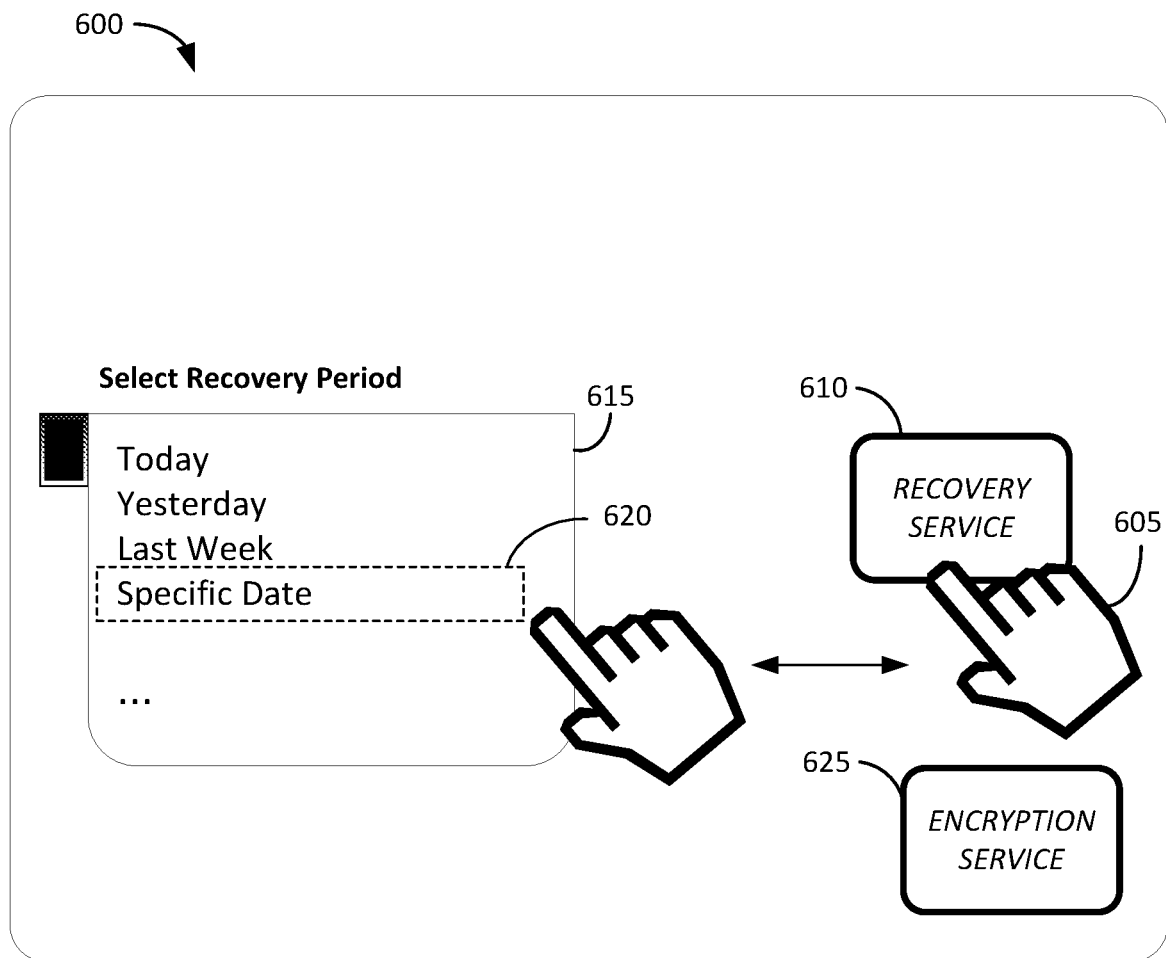 600
Select Recovery Period
615
610
Today
Yesterday
Last Week
Specific Date
...
620
RECOVERY
SERVICE
605
625
ENCRYPTION
SERVICE